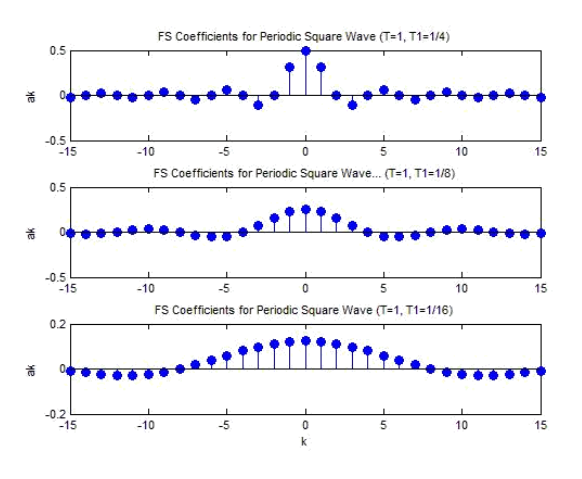 FS Coefficients for Periodic Square Wave (T=1, T1=1/4)
0.5
0
-0.5
ak
-15 -10 -5 0 5 10 15
FS Coefficients for Periodic Square Wave... (T=1, T1=1/8)
0.5
0
-0.5
ak
-15 -10 -5 0 5 10 15
FS Coefficients for Periodic Square Wave (T=1, T1=1/16)
0.2
0
-0.2
ak
-15 -10 -5 0 5 10 15
k